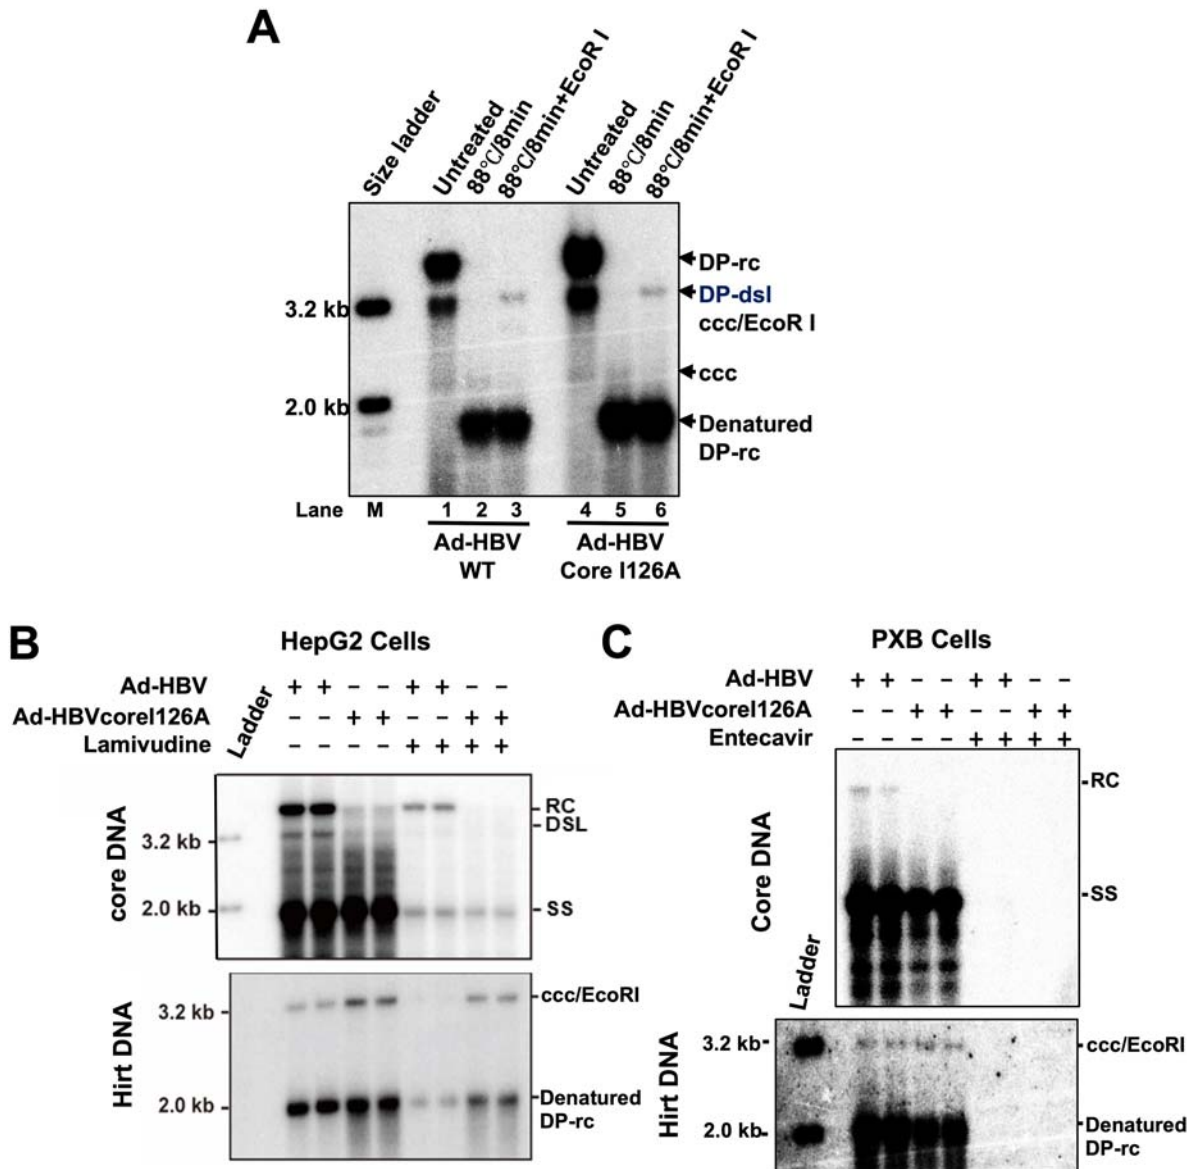 A
Size ladder
Untreated
88°C/8min
88°C/8min+EcoR I
Untreated
88°C/8min
88°C/8min+EcoR I
DP-rc
DP-dsl
3.2 kb
ccc/EcoR I
ccc
2.0 kb
Denatured
DP-rc
Lane M 1 2 3 4 5 6
Ad-HBV
WT
Ad-HBV
Core I126A
B
HepG2 Cells
Ladder
Ad-HBV + + – – + + – –
Ad-HBVcoreI126A – – + + – – + +
Lamivudine – – – – + + + +
core DNA
RC
DSL
3.2 kb
2.0 kb
SS
Hirt DNA
ccc/EcoRI
3.2 kb
2.0 kb
Denatured
DP-rc
C
PXB Cells
Ad-HBV + + – – + + – –
Ad-HBVcoreI126A – – + + – – + +
Entecavir – – – – + + + +
Core DNA
RC
SS
Ladder
Hirt DNA
3.2 kb
ccc/EcoRI
2.0 kb
Denatured
DP-rc